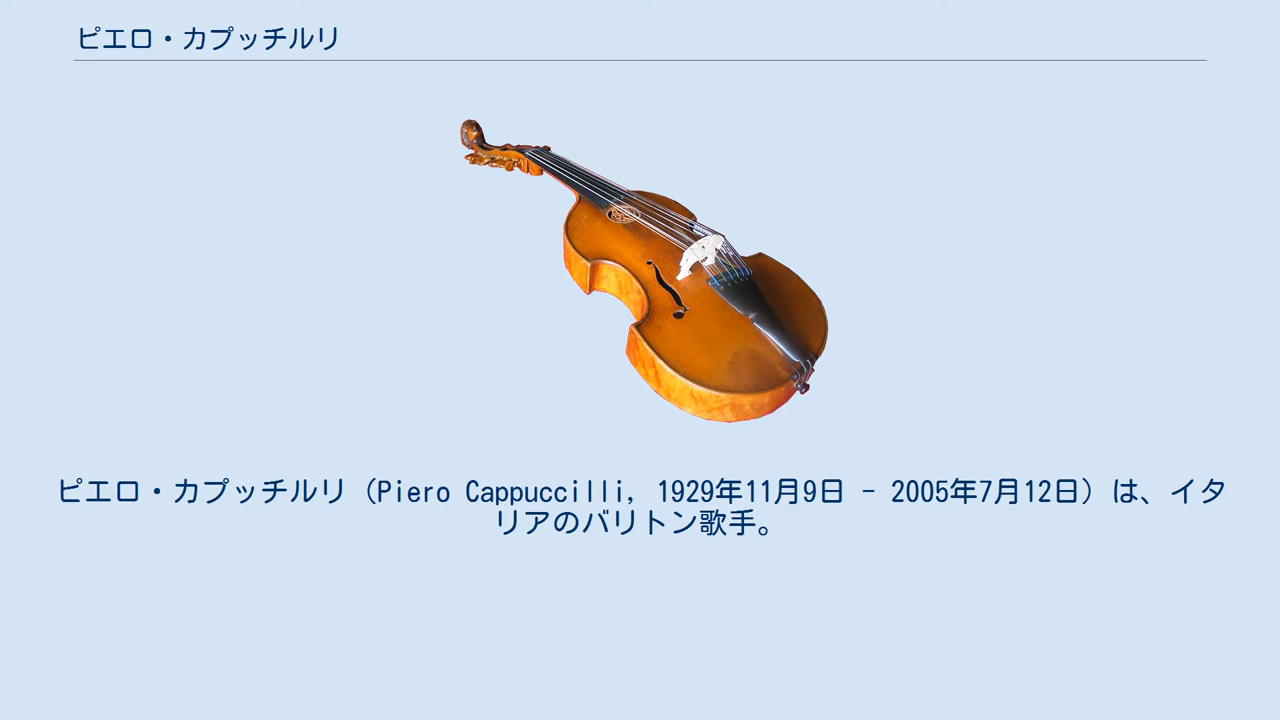 ピエロ・カプッチルリ
ピエロ・カプッチルリ（Piero Cappuccilli, 1929年11月9日 - 2005年7月12日）は、イタ
リアのバリトン歌手。